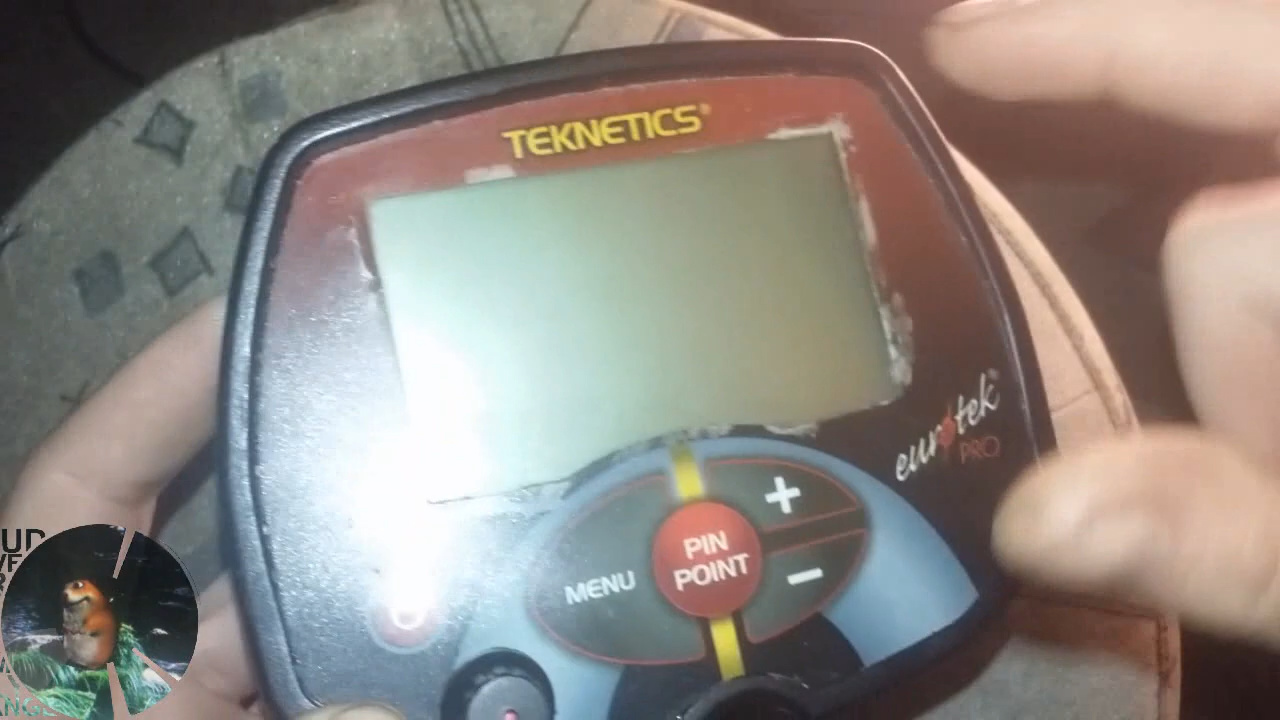 TEKNETICS®
eurotek®
PRO
+
PIN
POINT
MENU
−